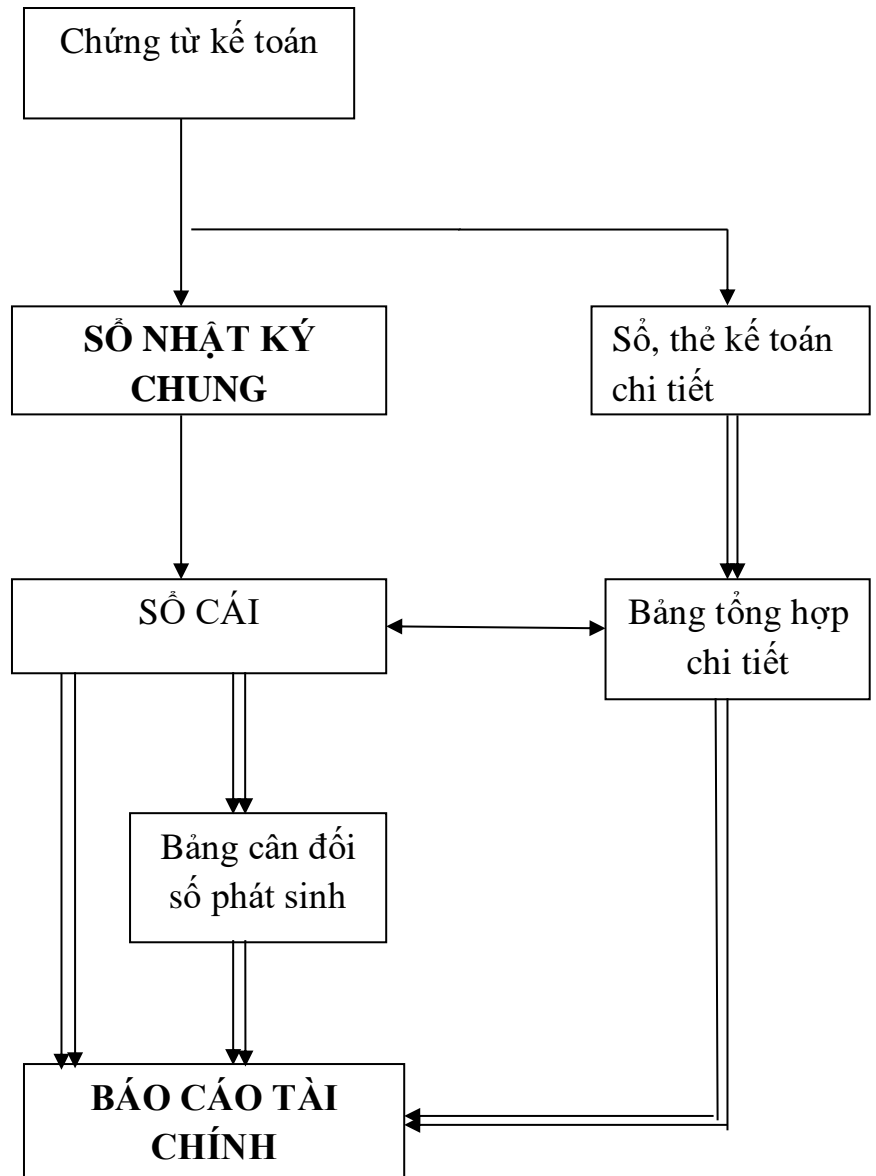 Chứng từ kế toán
SỔ NHẬT KÝ
CHUNG
Sổ, thẻ kế toán
chi tiết
SỔ CÁI
Bảng tổng hợp
chi tiết
Bảng cân đối
số phát sinh
BÁO CÁO TÀI
CHÍNH